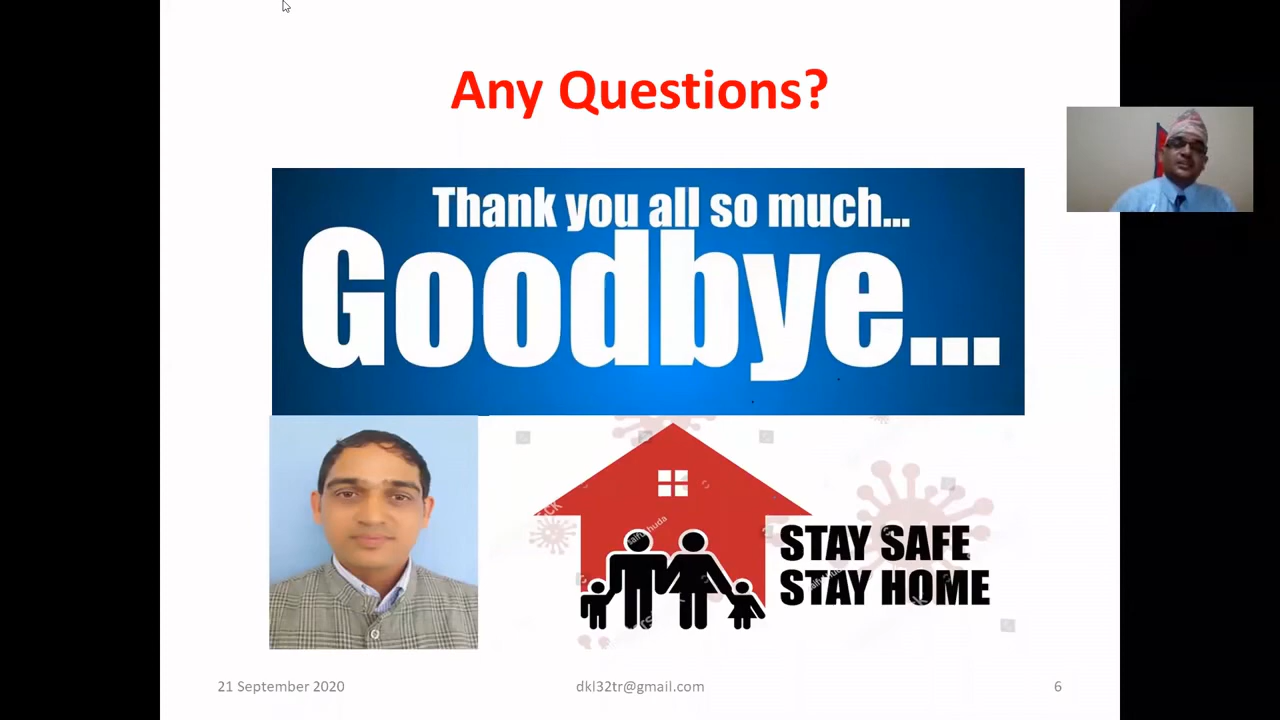 Any Questions?
Thank you all so much...
Goodbye...
STAY SAFE
STAY HOME
21 September 2020
dkl32tr@gmail.com
6